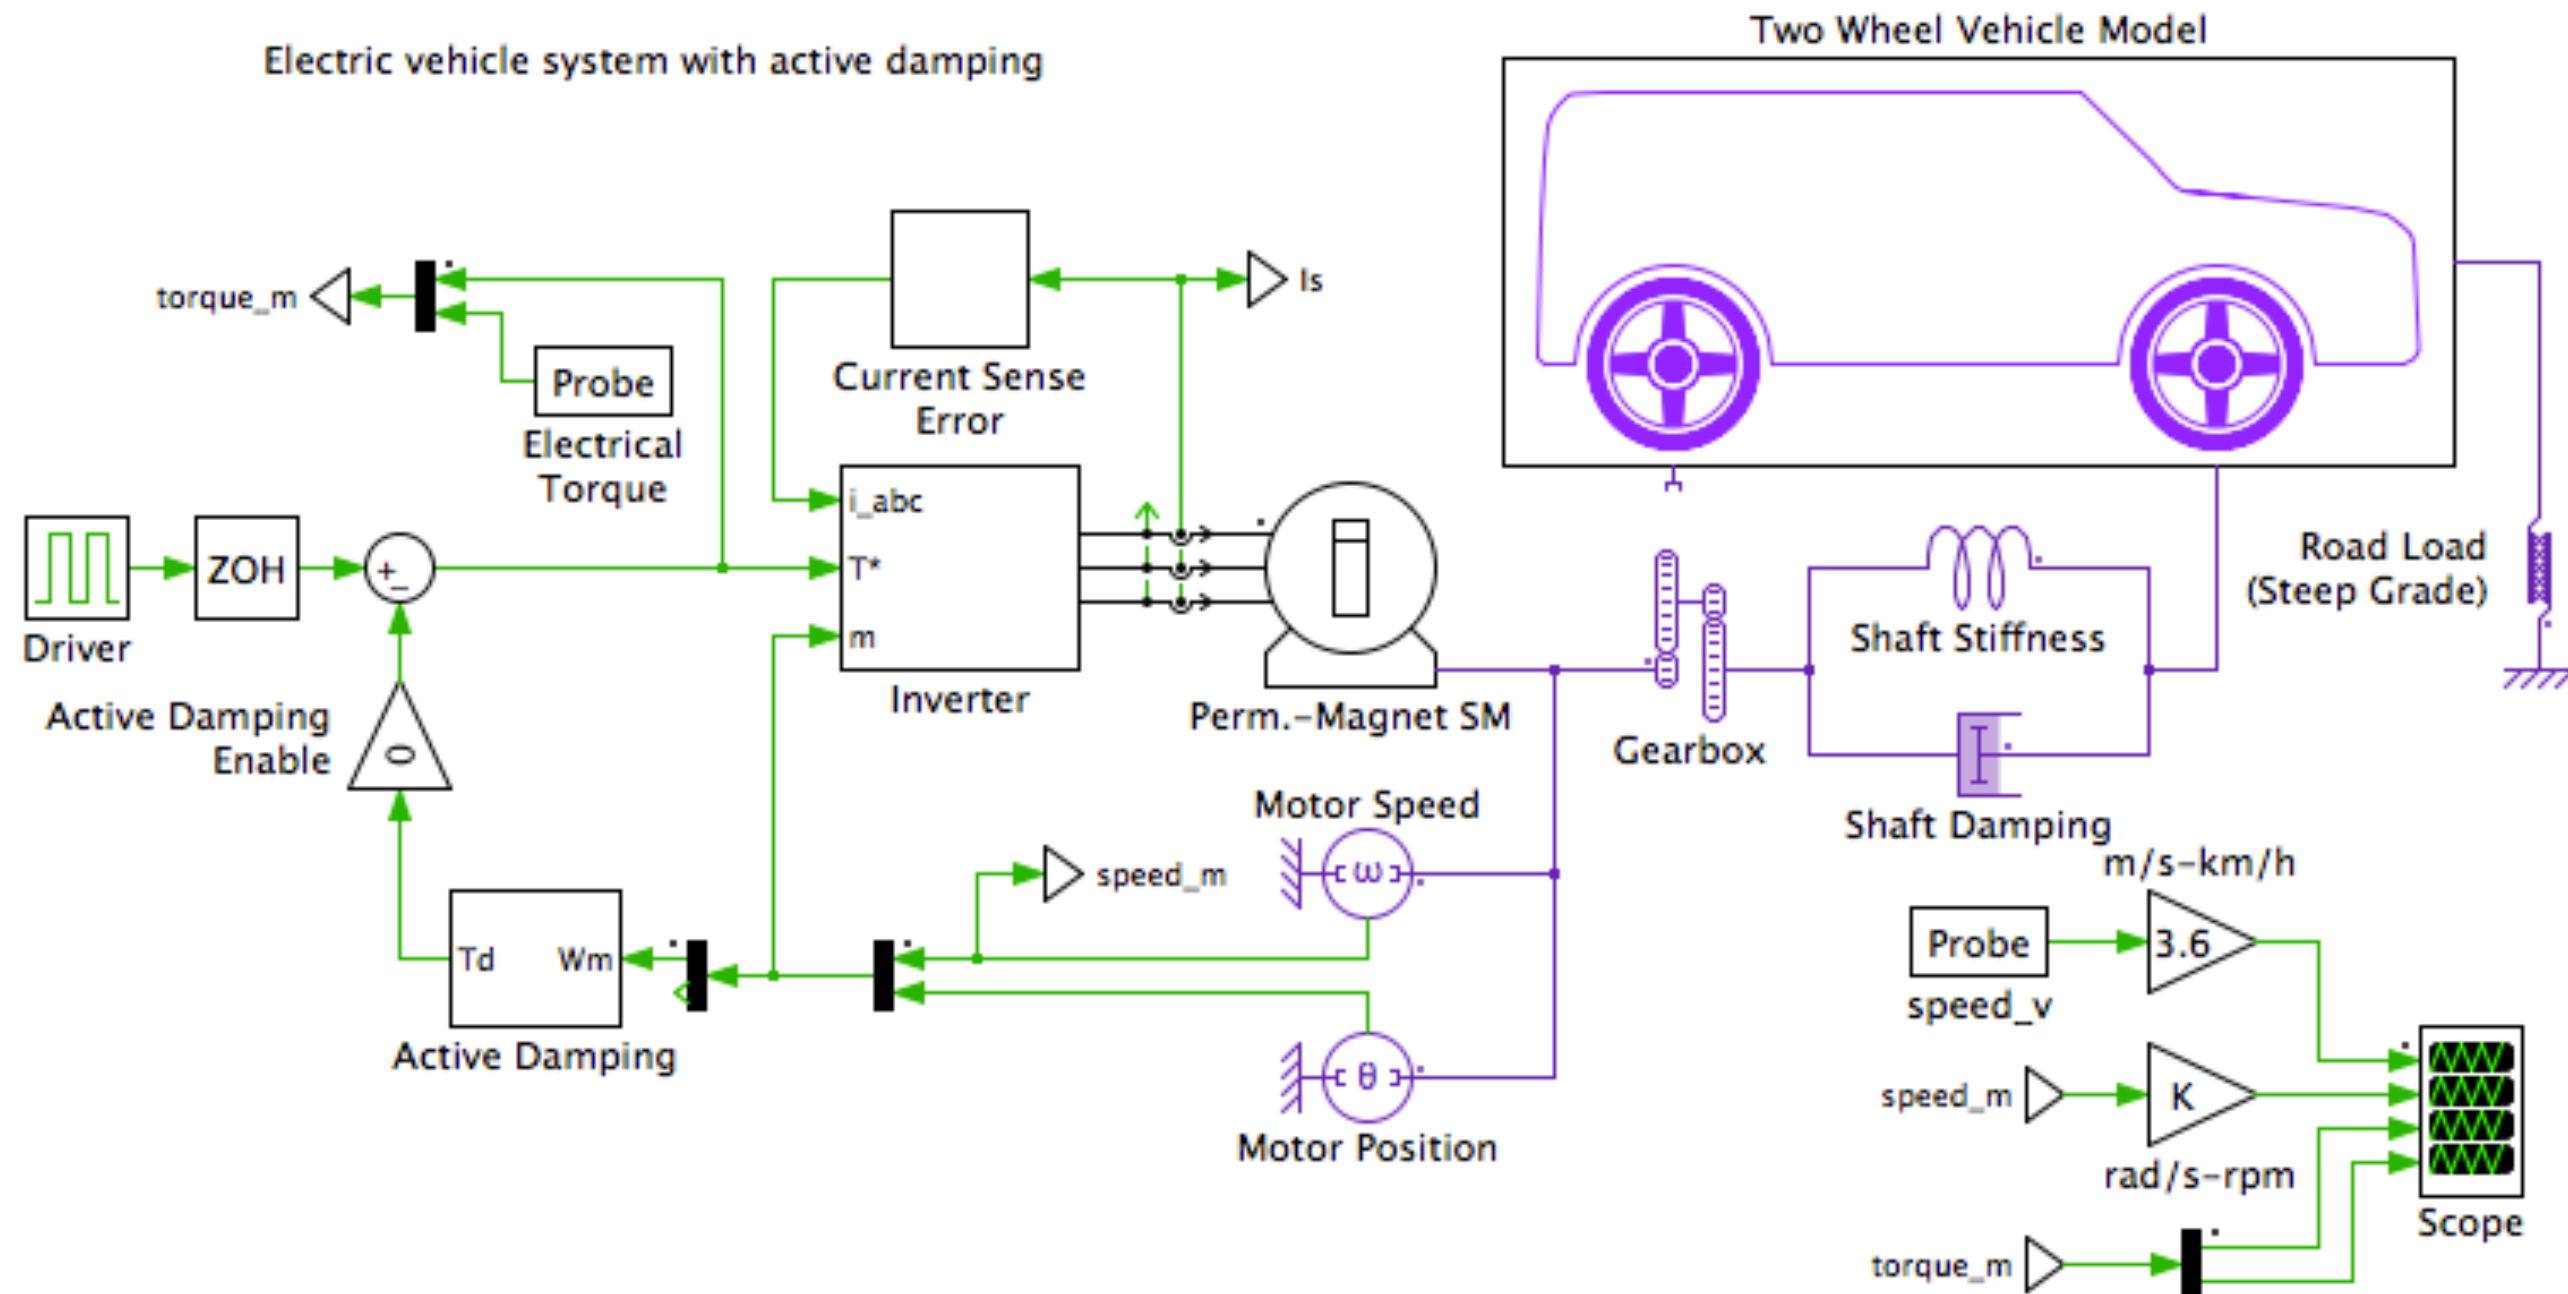 Electric vehicle system with active damping
Two Wheel Vehicle Model
torque_m
Probe
Electrical
Torque
Current Sense
Error
Is
Driver
ZOH
+
-
i_abc
T*
m
Inverter
Perm.-Magnet SM
Gearbox
Shaft Stiffness
Shaft Damping
Road Load
(Steep Grade)
Active Damping
Enable
0
Td
Wm
Active Damping
speed_m
Motor Speed
ω
θ
Motor Position
m/s-km/h
Probe
3.6
speed_v
speed_m
K
rad/s-rpm
torque_m
Scope